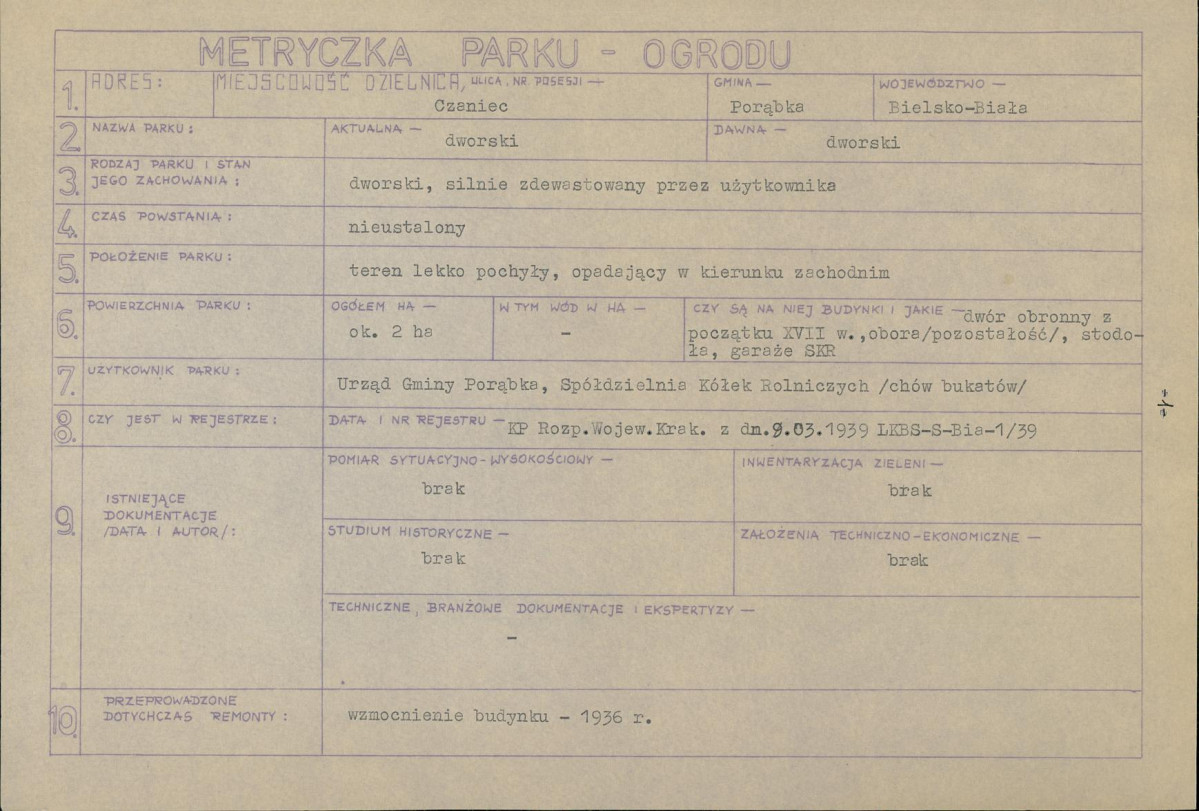 METRYCZKA PARKU - OGRODU
1. ADRES: MIEJSCOWOŚĆ DZIELNICA, ULICA, NR. POSESJI — GMINA — WOJEWÓDZTWO —
Czaniec Porąbka Bielsko-Biała
2. NAZWA PARKU: AKTUALNA — dworski DAWNA — dworski
3. RODZAJ PARKU I STAN
JEGO ZACHOWANIA: dworski, silnie zdewastowany przez użytkownika
4. CZAS POWSTANIA: nieustalony
5. POŁOŻENIE PARKU: teren lekko pochyły, opadający w kierunku zachodnim
6. POWIERZCHNIA PARKU: OGÓŁEM HA — W TYM WÓD W HA — CZY SĄ NA NIEJ BUDYNKI I JAKIE — dwór obronny z
ok. 2 ha - początku XVII w.,obora/pozostałość/, stodo-
ła, garaże SKR
7. UŻYTKOWNIK PARKU: Urząd Gminy Porąbka, Spółdzielnia Kółek Rolniczych /chów bukatów/
8. CZY JEST W REJESTRZE: DATA I NR REJESTRU — KP Rozp.Wojew.Krak. z dn.9.03.1939 LKBS-S-Bia-1/39
9. ISTNIEJĄCE
DOKUMENTACJE
/DATA I AUTOR/:
POMIAR SYTUACYJNO-WYSOKOŚCIOWY — INWENTARYZACJA ZIELENI —
brak brak
STUDIUM HISTORYCZNE — ZAŁOŻENIA TECHNICZNO-EKONOMICZNE —
brak brak
TECHNICZNE, BRANŻOWE DOKUMENTACJE I EKSPERTYZY —
-
10. PRZEPROWADZONE
DOTYCHCZAS REMONTY: wzmocnienie budynku - 1936 r.
-1-